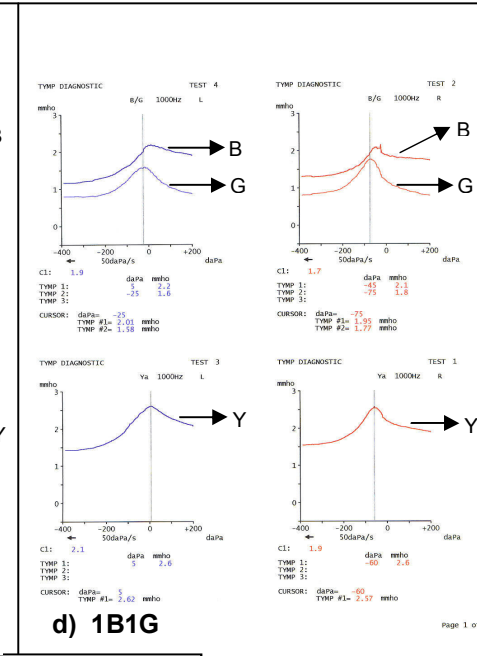 TYMP DIAGNOSTIC TEST 4
B/G 1000Hz L
mmho
3
2
1
0
B
G
-400 -200 0 +200
50daPa/s daPa
C1: 1.9
daPa mmho
TYMP 1: 5 2.2
TYMP 2: -25 1.6
TYMP 3:
CURSOR: daPa= -25
TYMP #1= 2.01 mmho
TYMP #2= 1.58 mmho
TYMP DIAGNOSTIC TEST 2
B/G 1000Hz R
mmho
3
2
1
0
B
G
-400 -200 0 +200
50daPa/s daPa
C1: 1.7
daPa mmho
TYMP 1: -45 2.1
TYMP 2: -75 1.8
TYMP 3:
CURSOR: daPa= -75
TYMP #1= 1.95 mmho
TYMP #2= 1.77 mmho
TYMP DIAGNOSTIC TEST 3
Ya 1000Hz L
mmho
3
2
1
0
Y
-400 -200 0 +200
50daPa/s daPa
C1: 2.1
daPa mmho
TYMP 1: 5 2.6
TYMP 2:
TYMP 3:
CURSOR: daPa= 5
TYMP #1= 2.62 mmho
TYMP DIAGNOSTIC TEST 1
Ya 1000Hz R
mmho
3
2
1
0
Y
-400 -200 0 +200
50daPa/s daPa
C1: 1.9
daPa mmho
TYMP 1: -60 2.6
TYMP 2:
TYMP 3:
CURSOR: daPa= -60
TYMP #1= 2.57 mmho
d) 1B1G
Page 1 of